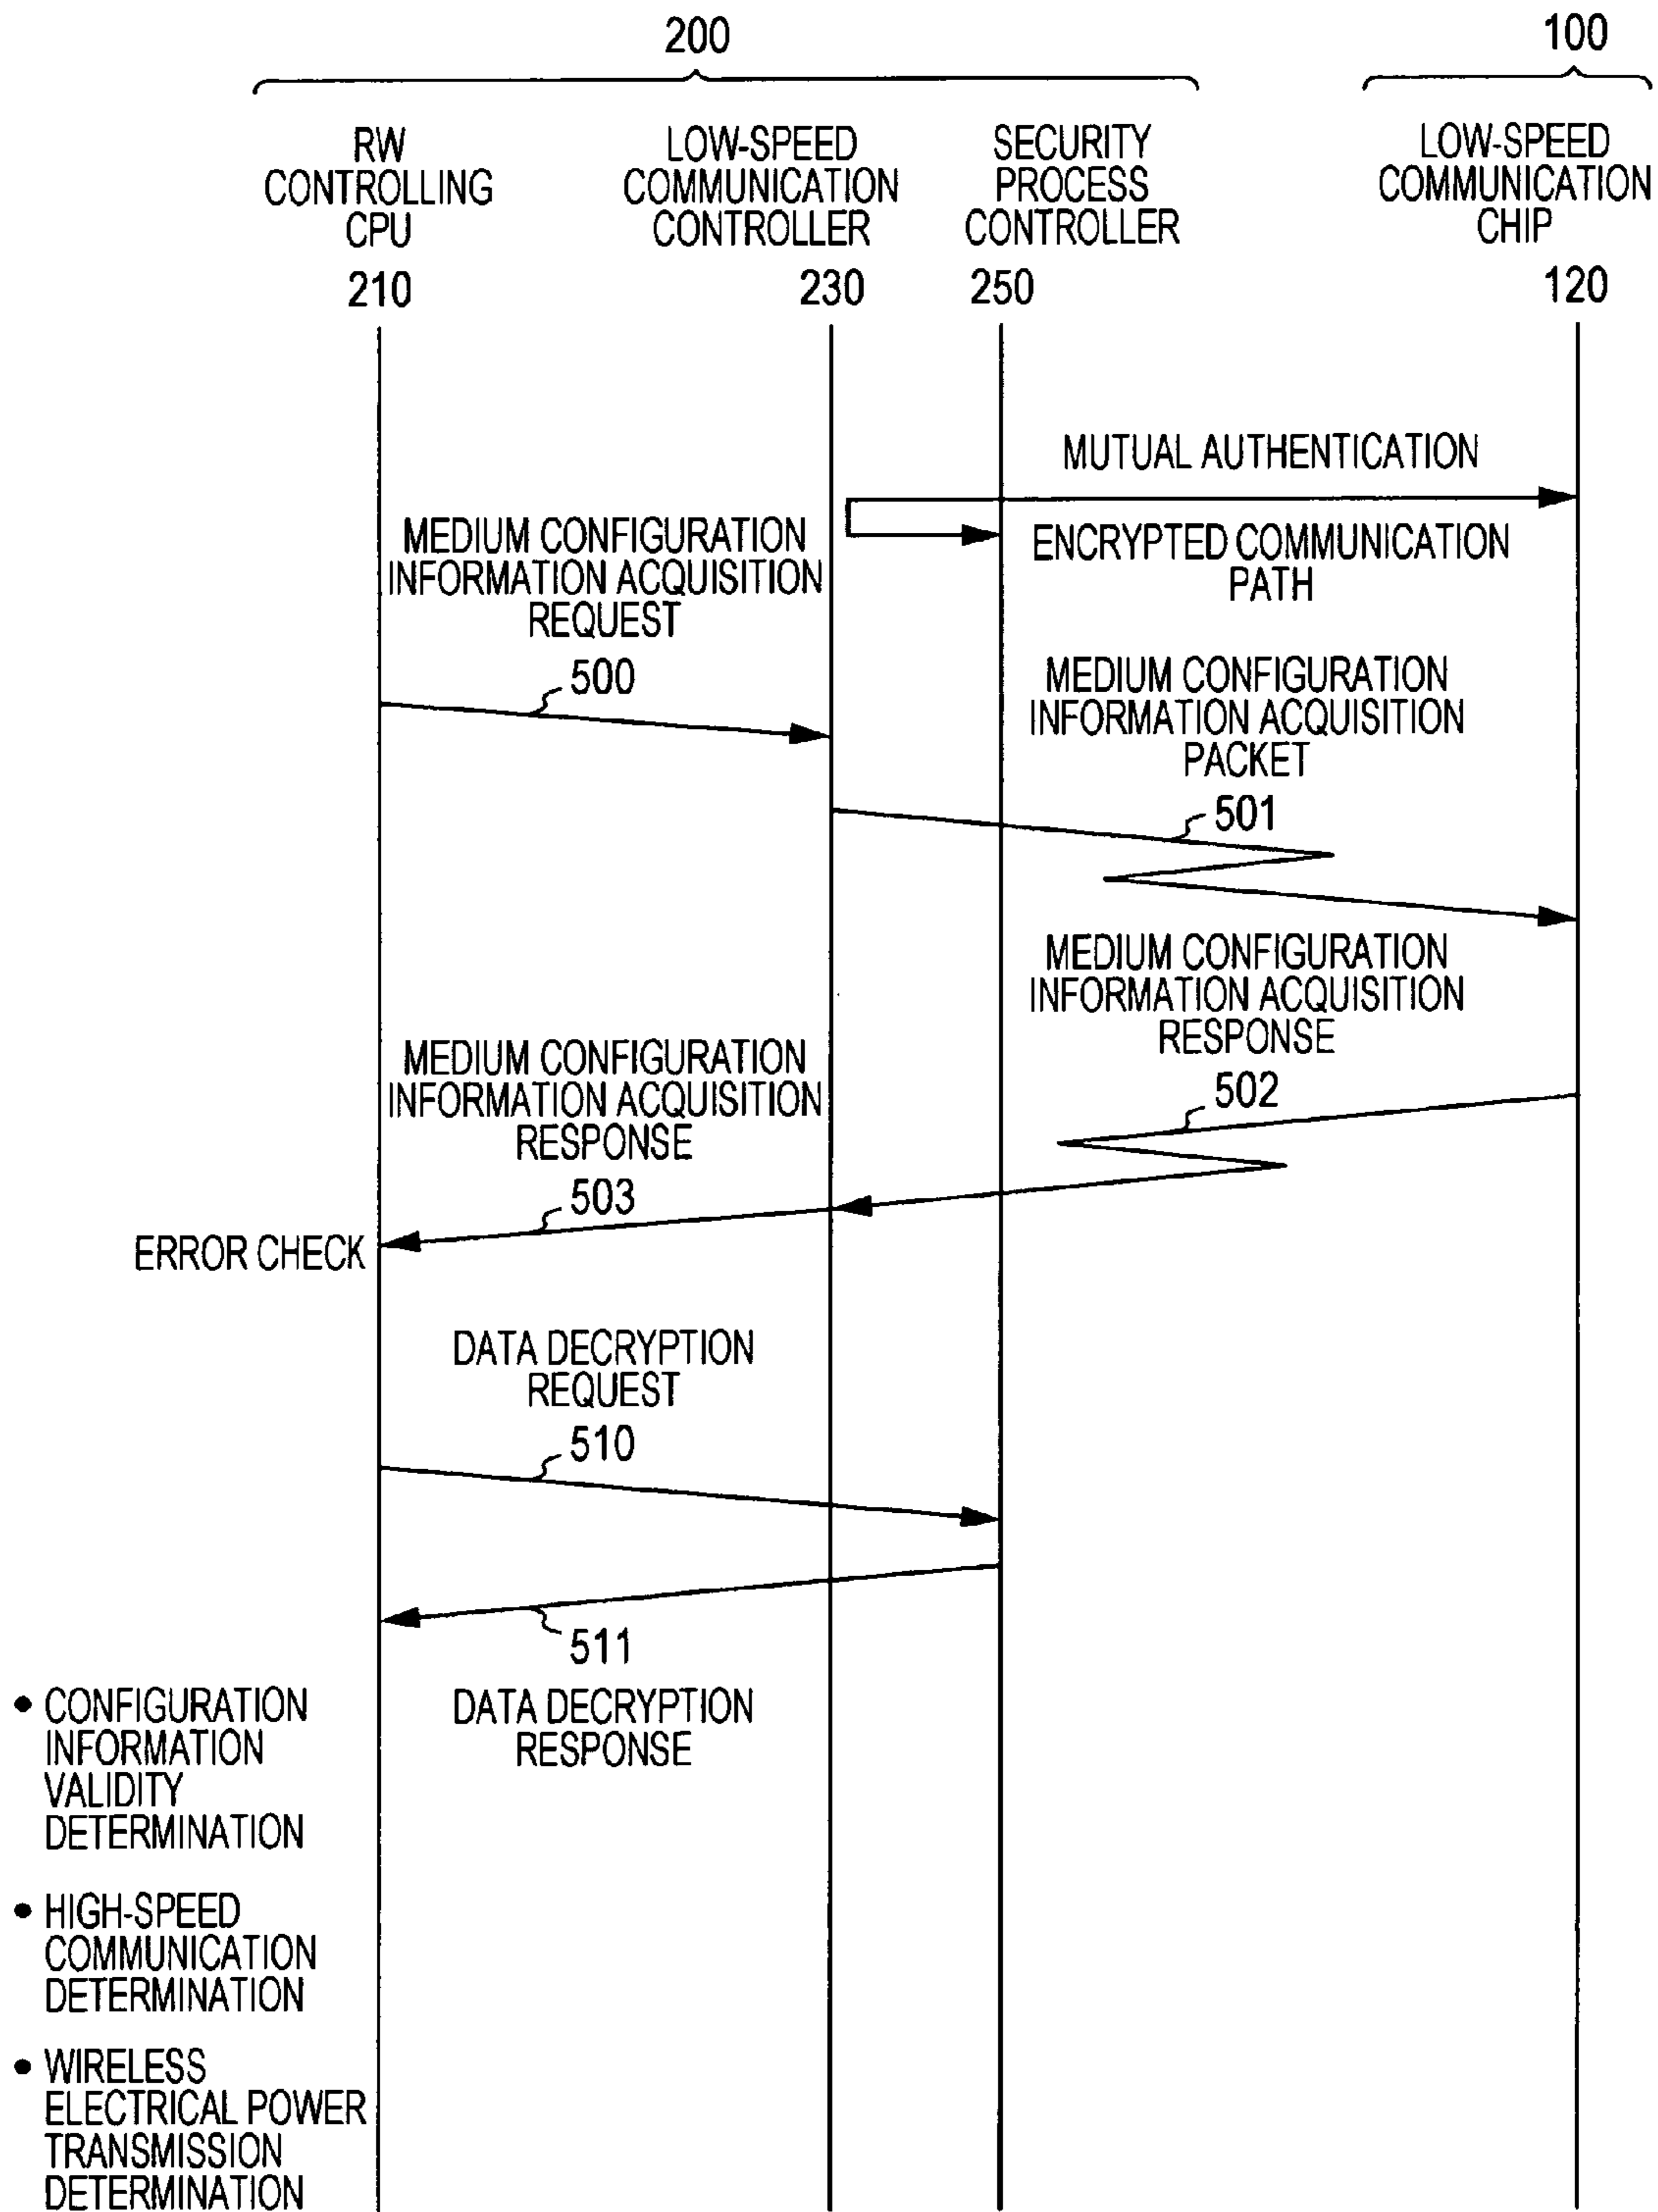 200
100
RW
CONTROLLING
CPU
210
LOW-SPEED
COMMUNICATION
CONTROLLER
230
SECURITY
PROCESS
CONTROLLER
250
LOW-SPEED
COMMUNICATION
CHIP
120
MUTUAL AUTHENTICATION
ENCRYPTED COMMUNICATION
PATH
MEDIUM CONFIGURATION
INFORMATION ACQUISITION
REQUEST
500
MEDIUM CONFIGURATION
INFORMATION ACQUISITION
PACKET
501
MEDIUM CONFIGURATION
INFORMATION ACQUISITION
RESPONSE
502
MEDIUM CONFIGURATION
INFORMATION ACQUISITION
RESPONSE
503
ERROR CHECK
DATA DECRYPTION
REQUEST
510
511
DATA DECRYPTION
RESPONSE
• CONFIGURATION
INFORMATION
VALIDITY
DETERMINATION
• HIGH-SPEED
COMMUNICATION
DETERMINATION
• WIRELESS
ELECTRICAL POWER
TRANSMISSION
DETERMINATION